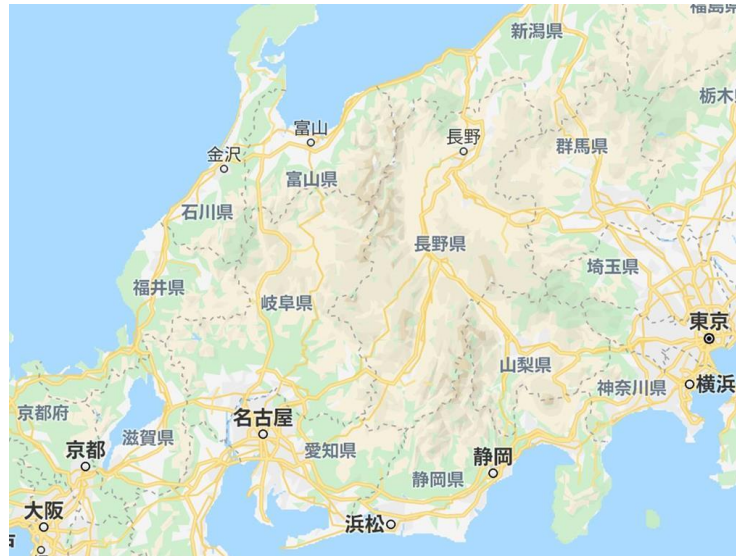 福島県
新潟県
栃木
富山
長野
群馬県
金沢
富山県
石川県
長野県
埼玉県
福井県
岐阜県
東京
山梨県
横浜
神奈川県
京都府
名古屋
滋賀県
京都
愛知県
静岡
静岡県
大阪
浜松